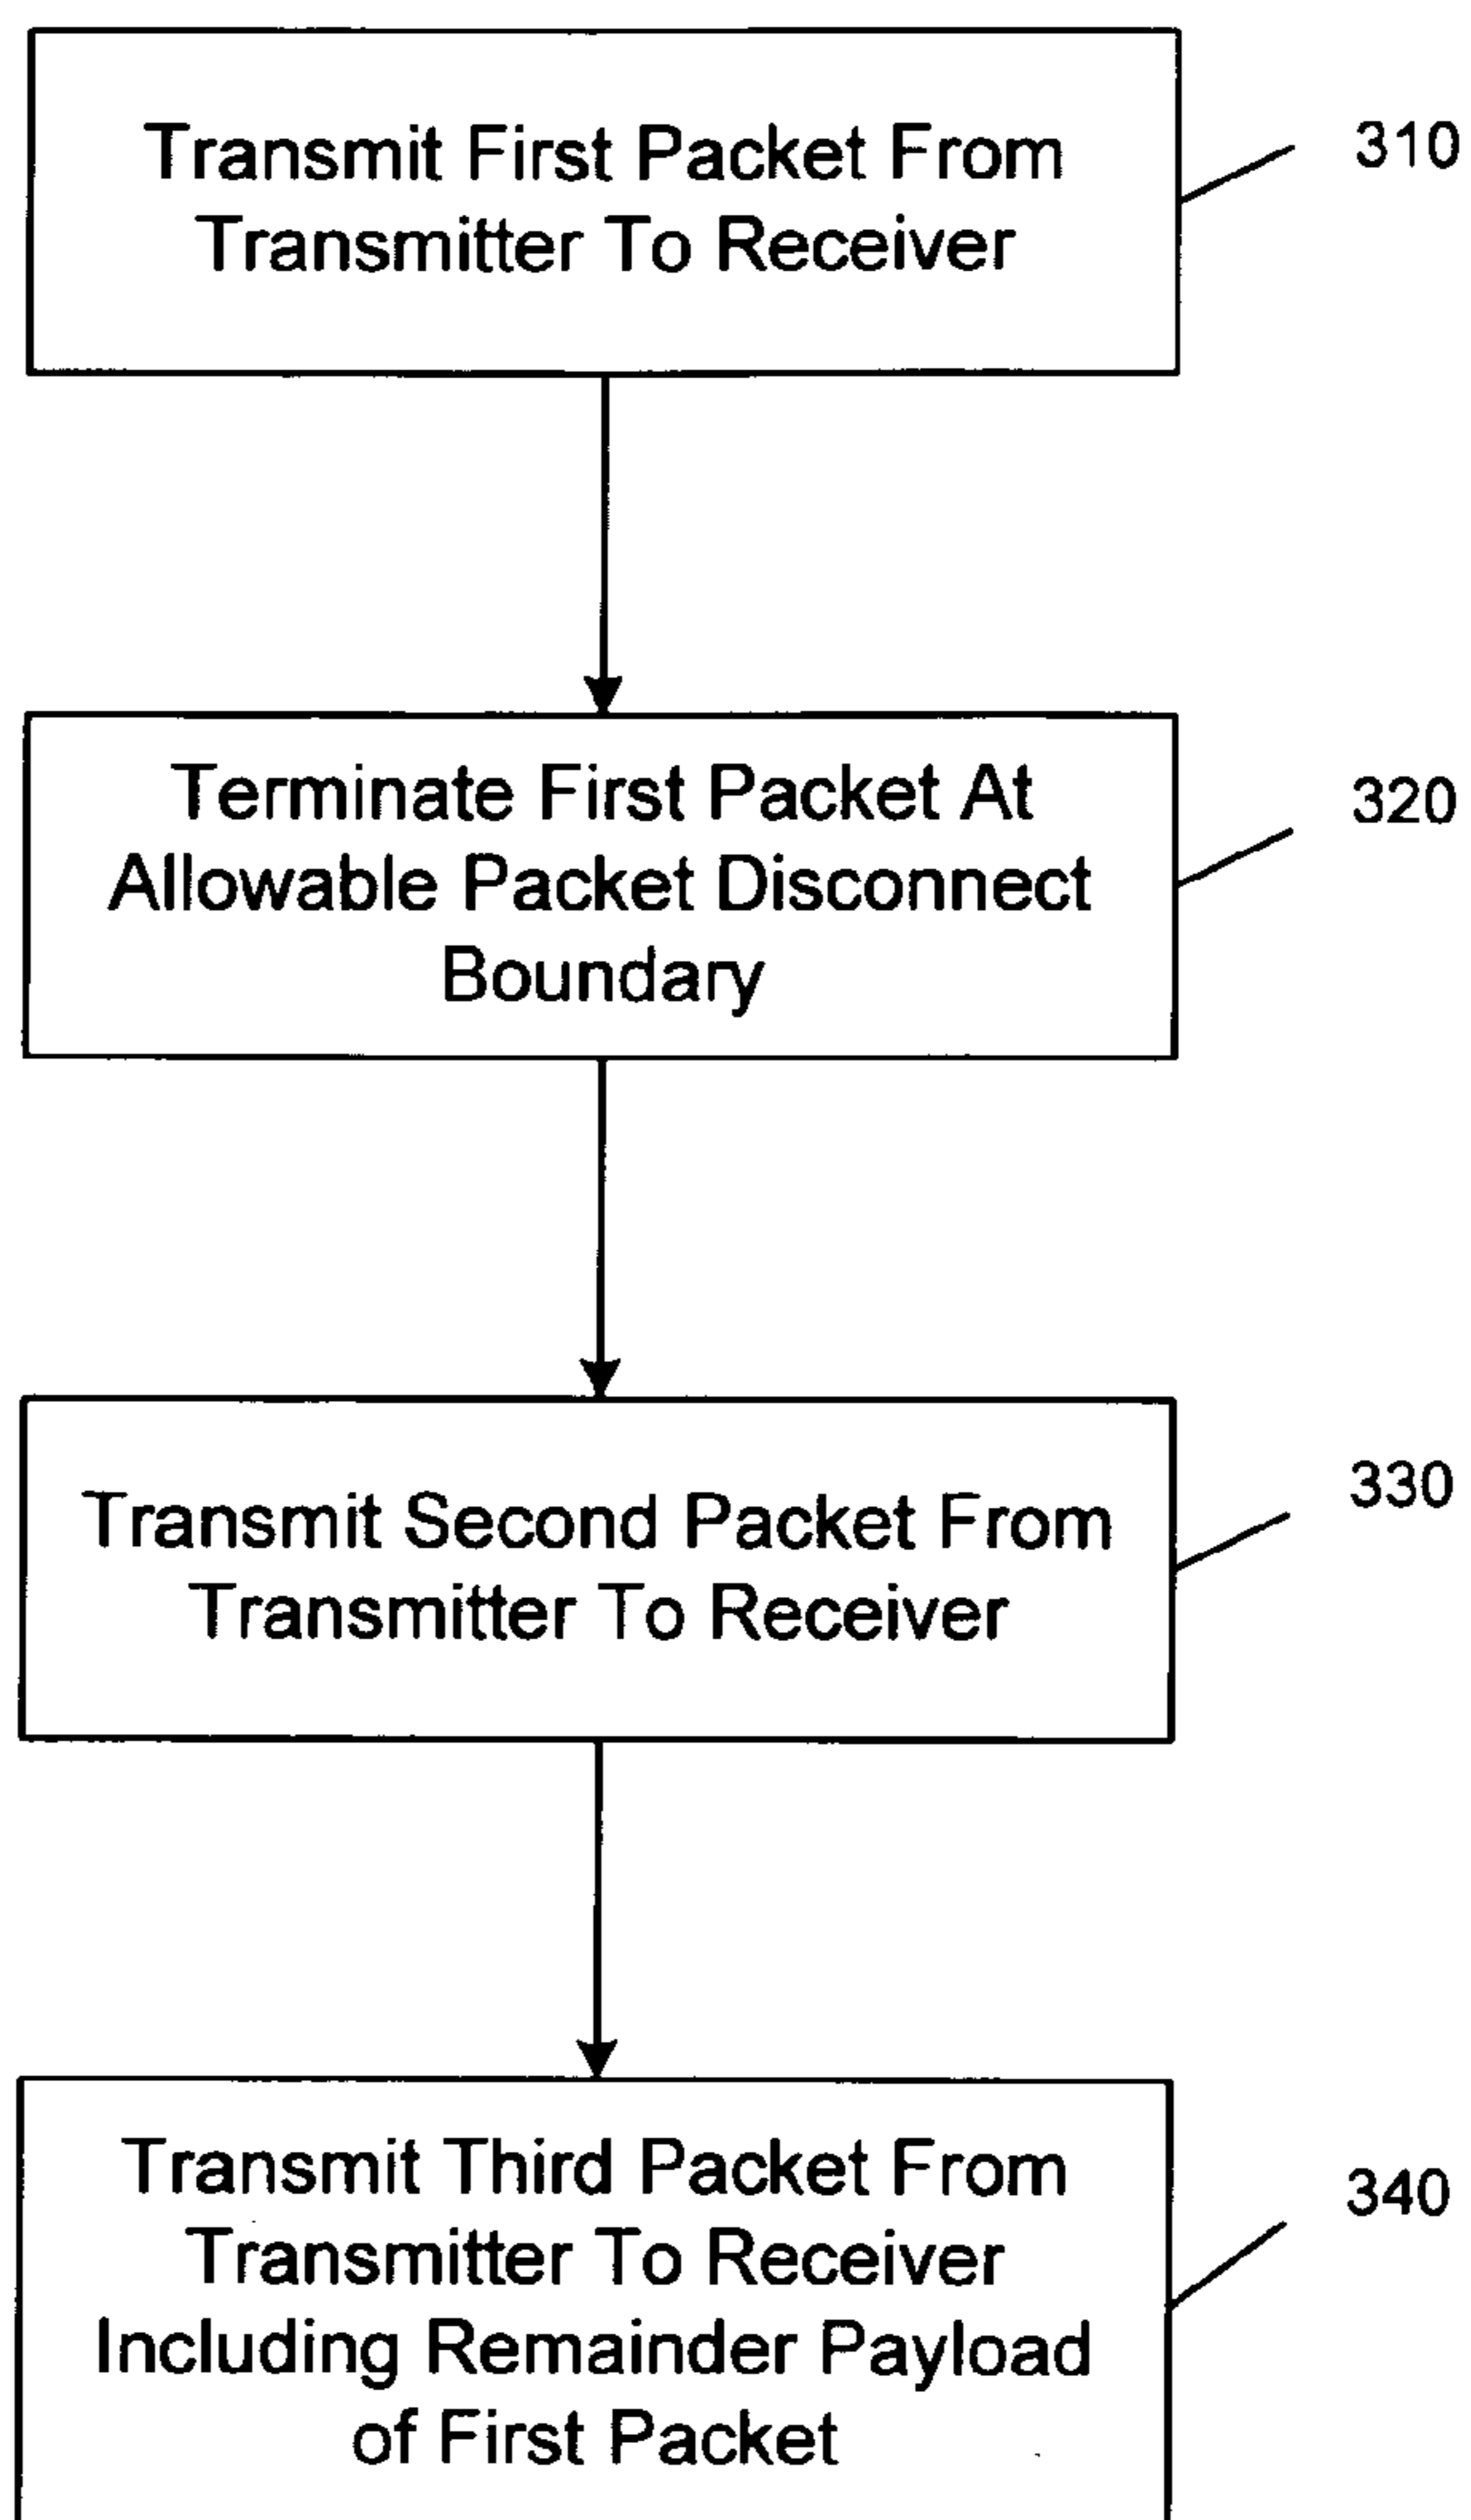 Transmit First Packet From
Transmitter To Receiver
310
Terminate First Packet At
Allowable Packet Disconnect
Boundary
320
Transmit Second Packet From
Transmitter To Receiver
330
Transmit Third Packet From
Transmitter To Receiver
Including Remainder Payload
of First Packet
340